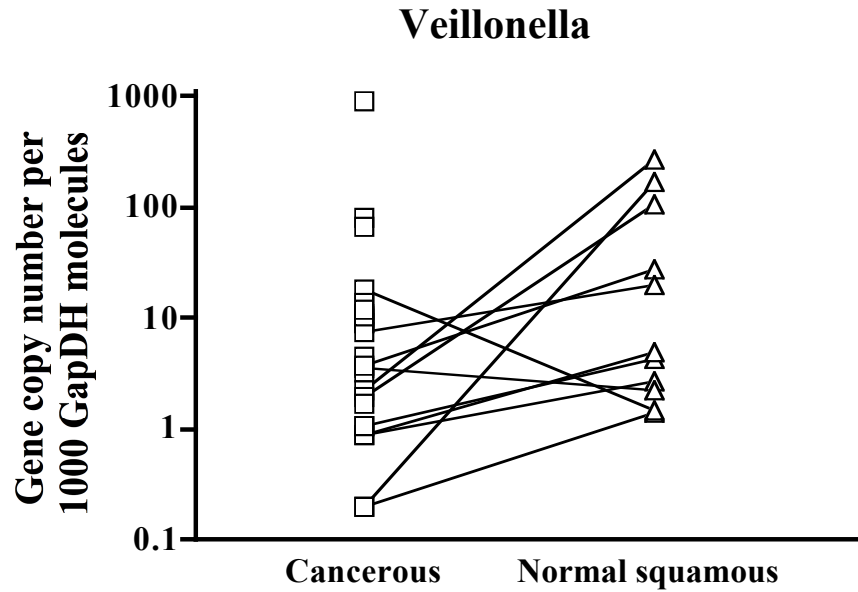 Veillonella
Gene copy number per
1000 GapDH molecules
1000
100
10
1
0.1
Cancerous
Normal squamous